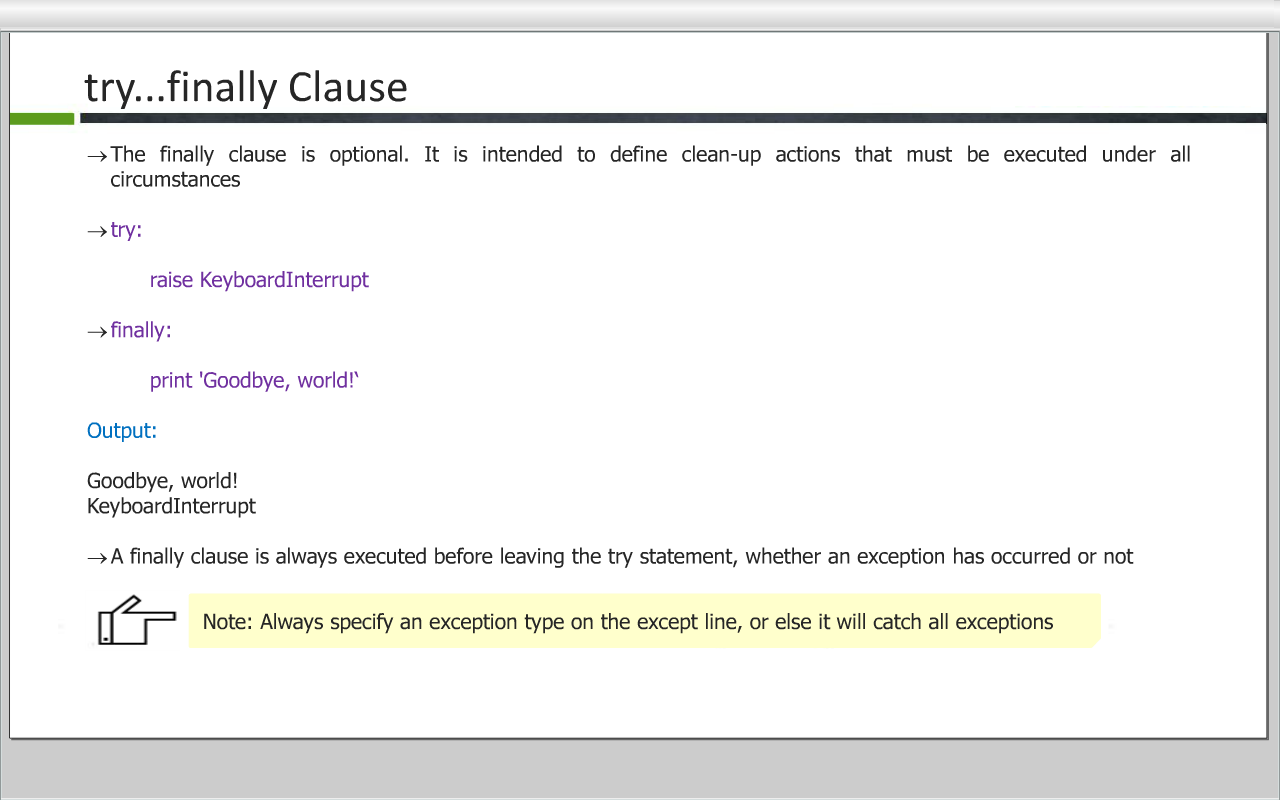 try...finally Clause
→The finally clause is optional. It is intended to define clean-up actions that must be executed under all
circumstances
→try:
raise KeyboardInterrupt
→finally:
print 'Goodbye, world!‘
Output:
Goodbye, world!
KeyboardInterrupt
→A finally clause is always executed before leaving the try statement, whether an exception has occurred or not
Note: Always specify an exception type on the except line, or else it will catch all exceptions